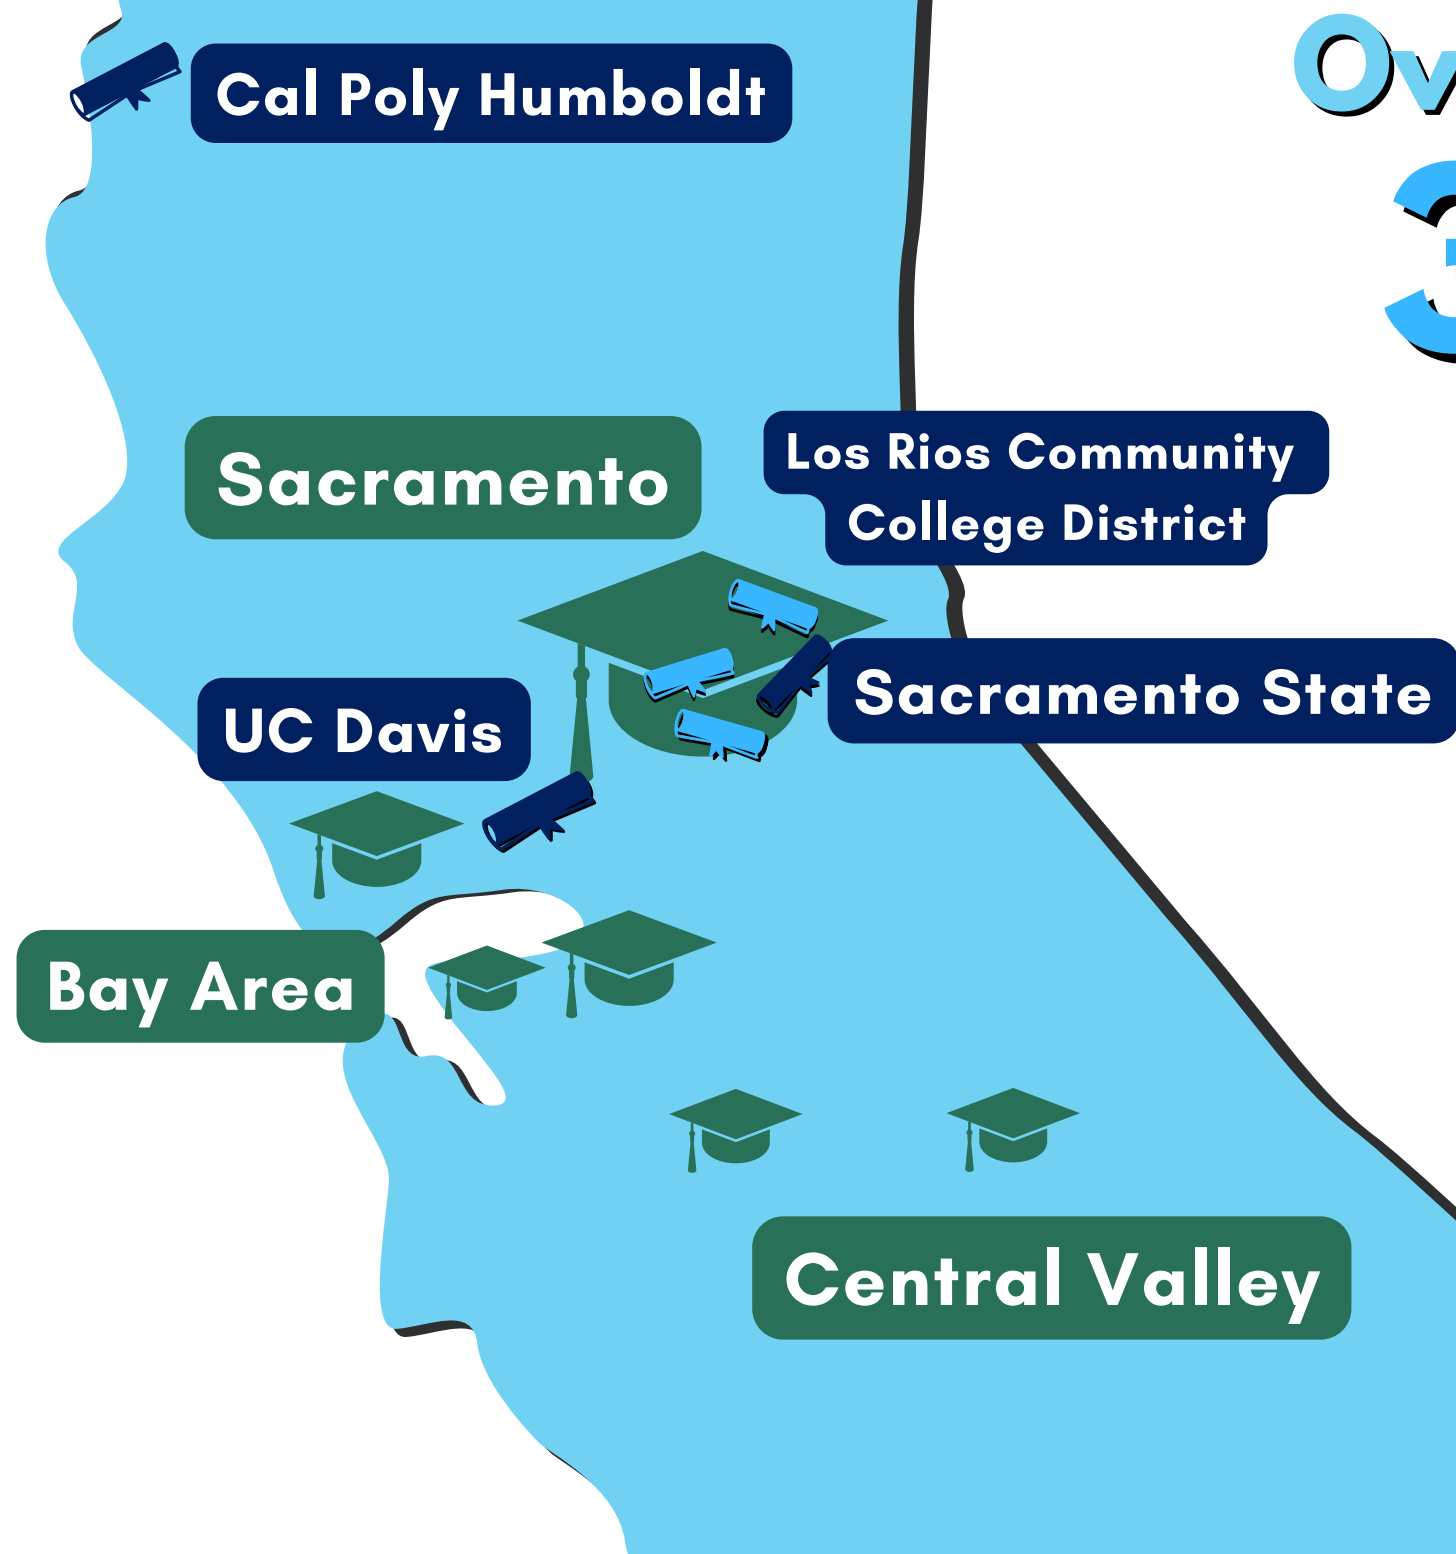 Cal Poly Humboldt
Sacramento
Los Rios Community
College District
Sacramento State
UC Davis
Bay Area
Central Valley